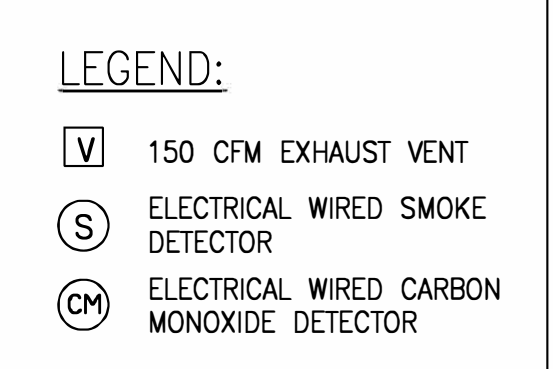 LEGEND:
V 150 CFM EXHAUST VENT
S ELECTRICAL WIRED SMOKE
DETECTOR
CM ELECTRICAL WIRED CARBON
MONOXIDE DETECTOR